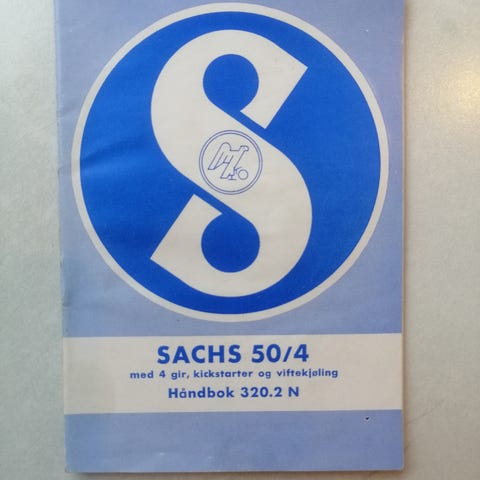 S
SACHS 50/4
med 4 gir, kickstarter og viftekjøling
Håndbok 320.2 N